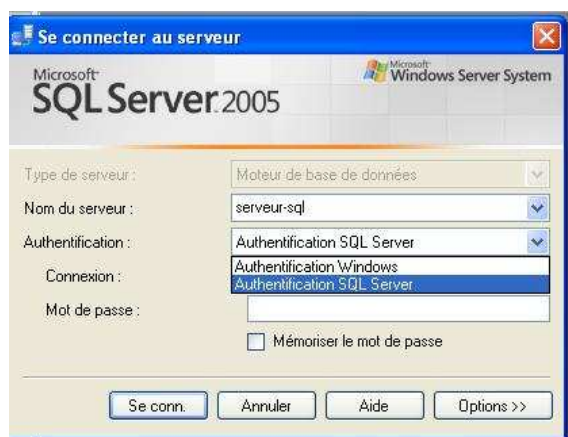 Se connecter au serveur
Microsoft
Windows Server System
Microsoft
SQL Server 2005
Type de serveur : Moteur de base de données
Nom du serveur : serveur-sql
Authentification : Authentification SQL Server
Authentification Windows
Authentification SQL Server
Connexion :
Mot de passe :
Mémoriser le mot de passe
Se conn. Annuler Aide Options >>